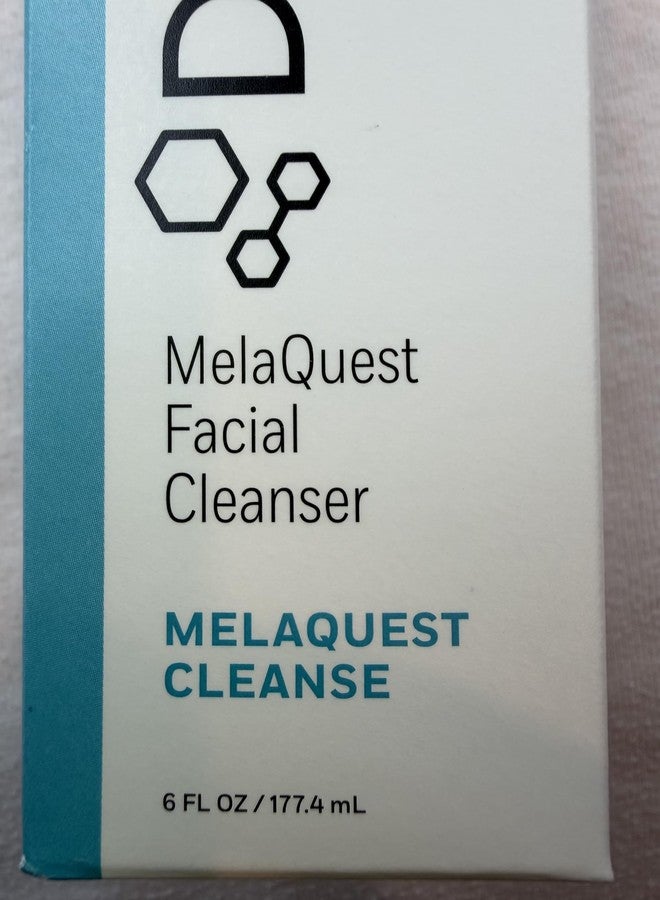 D
MelaQuest
Facial
Cleanser
MELAQUEST
CLEANSE
6 FL OZ / 177.4 mL